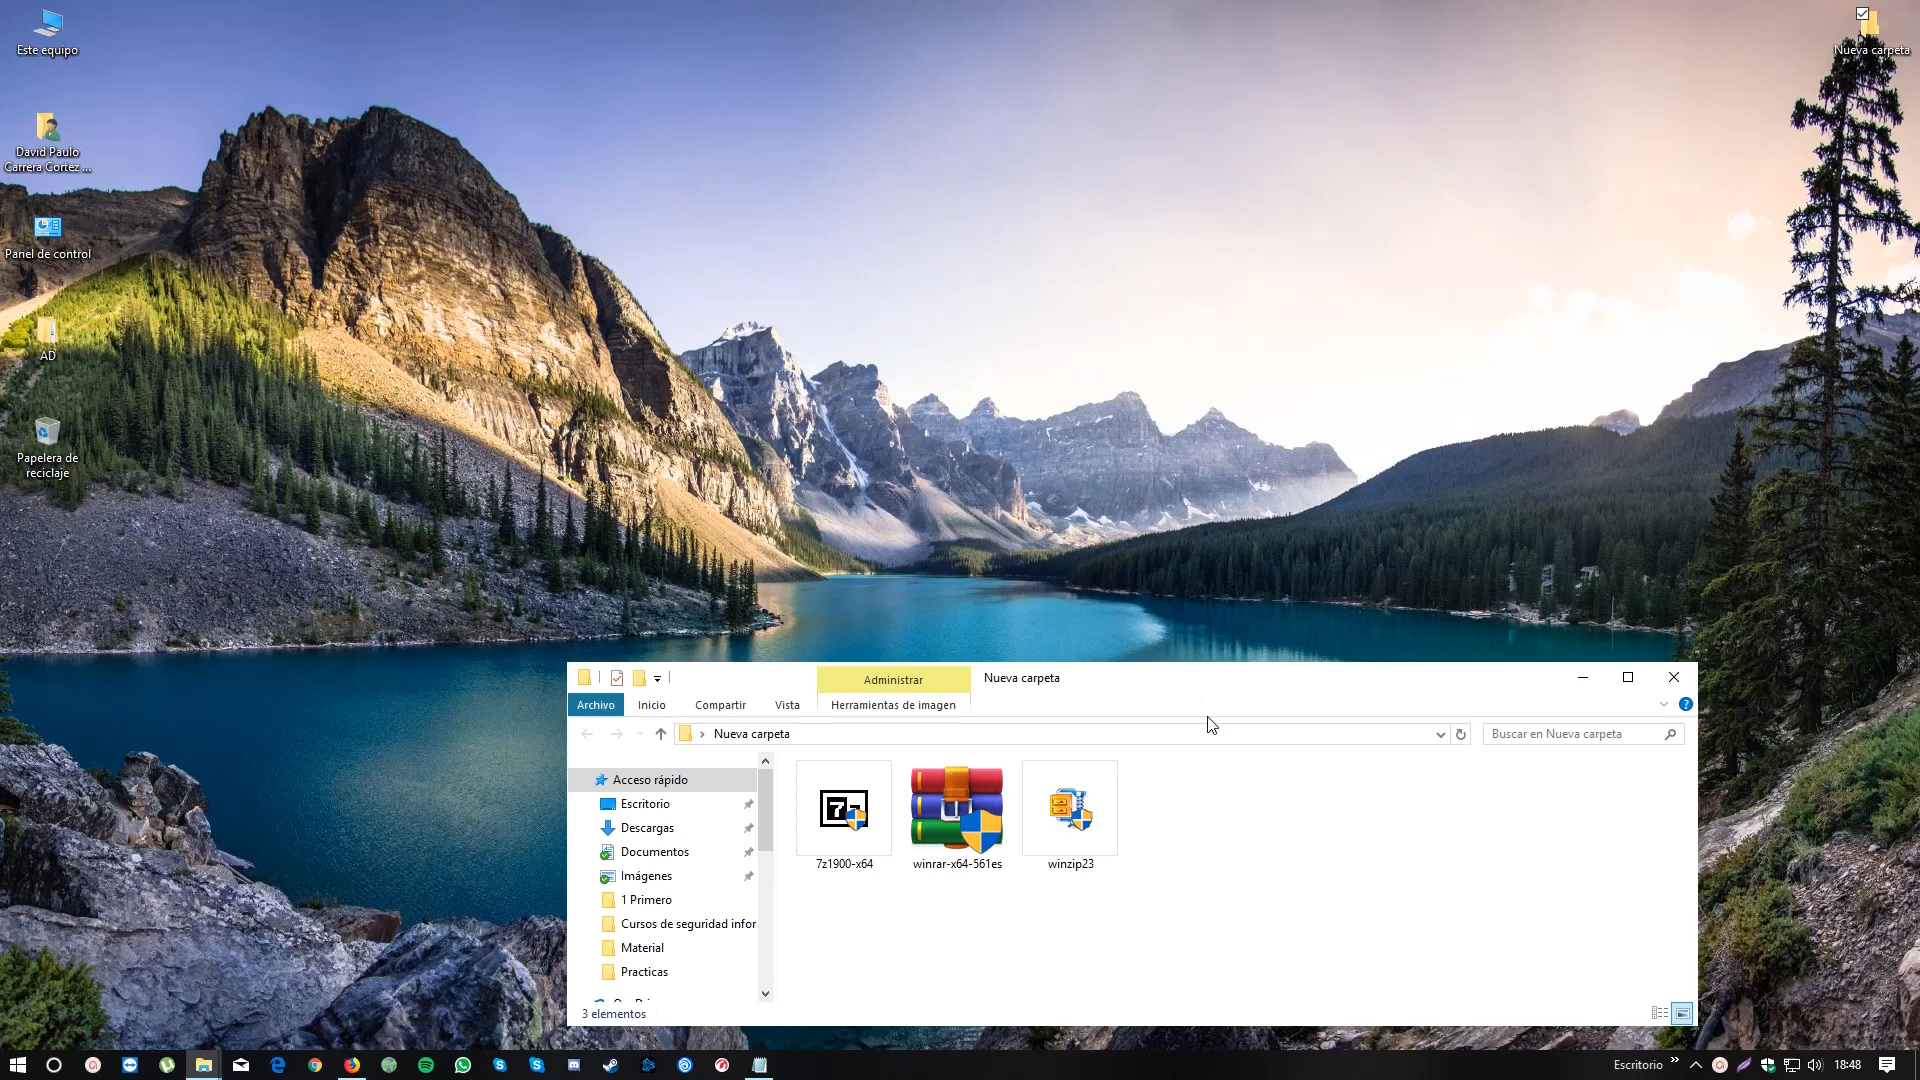 Este equipo
Nueva carpeta
David Paulo
Carrera Cortez ...
Panel de control
AD
Papelera de
reciclaje
Administrar
Nueva carpeta
Archivo
Inicio
Compartir
Vista
Herramientas de imagen
Nueva carpeta
Buscar en Nueva carpeta
Acceso rápido
Escritorio
Descargas
Documentos
Imágenes
1 Primero
Cursos de seguridad infor
Material
Practicas
7z1900-x64
winrar-x64-561es
winzip23
3 elementos
Escritorio
18:48